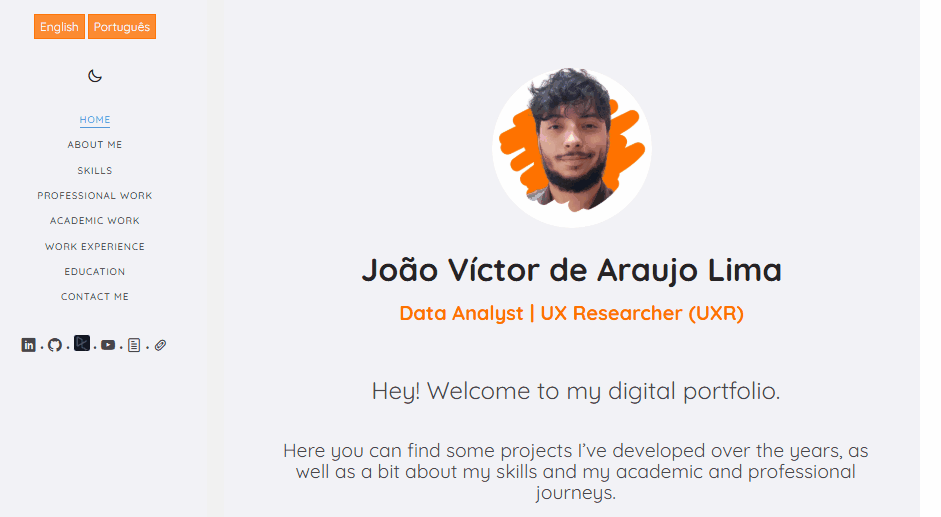 English Português
HOME
ABOUT ME
SKILLS
PROFESSIONAL WORK
ACADEMIC WORK
WORK EXPERIENCE
EDUCATION
CONTACT ME
in
João Víctor de Araujo Lima
Data Analyst | UX Researcher (UXR)
Hey! Welcome to my digital portfolio.
Here you can find some projects I've developed over the years, as
well as a bit about my skills and my academic and professional
journeys.